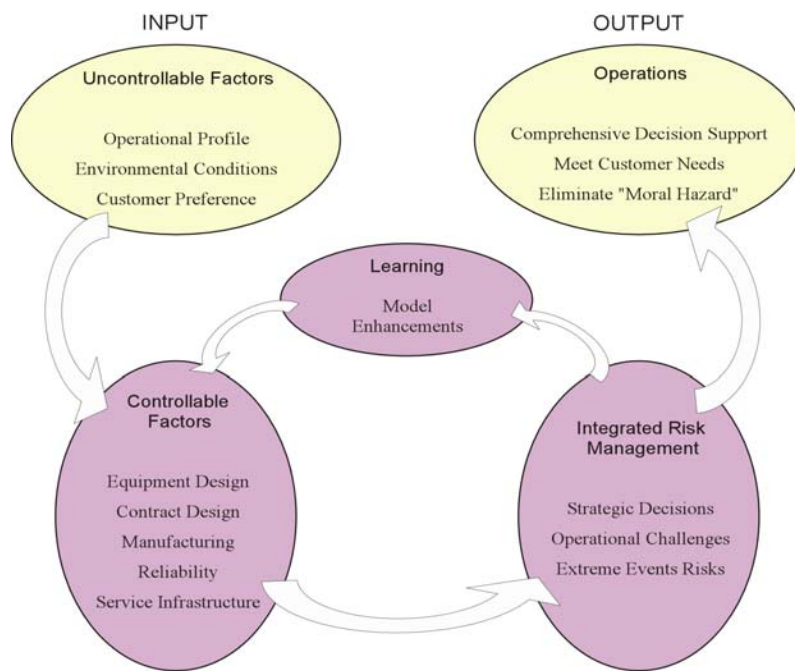 INPUT
OUTPUT
Uncontrollable Factors
Operational Profile
Environmental Conditions
Customer Preference
Operations
Comprehensive Decision Support
Meet Customer Needs
Eliminate "Moral Hazard"
Learning
Model
Enhancements
Controllable
Factors
Equipment Design
Contract Design
Manufacturing
Reliability
Service Infrastructure
Integrated Risk
Management
Strategic Decisions
Operational Challenges
Extreme Events Risks